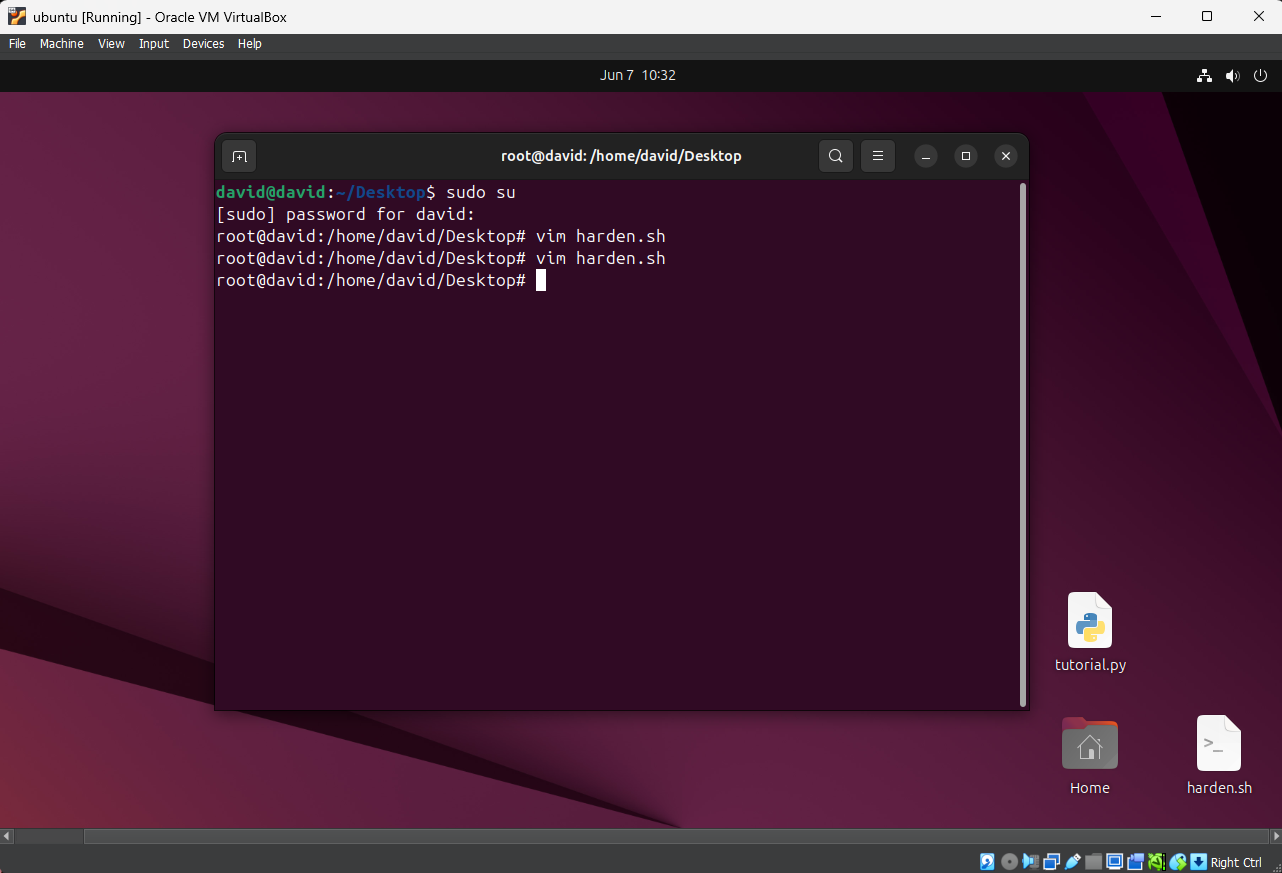 ubuntu [Running] - Oracle VM VirtualBox
File Machine View Input Devices Help
Jun 7 10:32
root@david: /home/david/Desktop
david@david:~/Desktop$ sudo su
[sudo] password for david:
root@david:/home/david/Desktop# vim harden.sh
root@david:/home/david/Desktop# vim harden.sh
root@david:/home/david/Desktop#
tutorial.py
Home
harden.sh
Right Ctrl